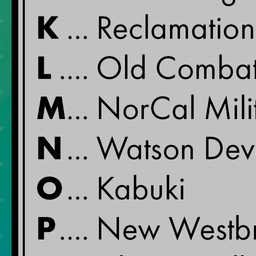 K ... Reclamation
L .... Old Combat
M... NorCal Milit
N... Watson Dev
O ... Kabuki
P.... New Westbr